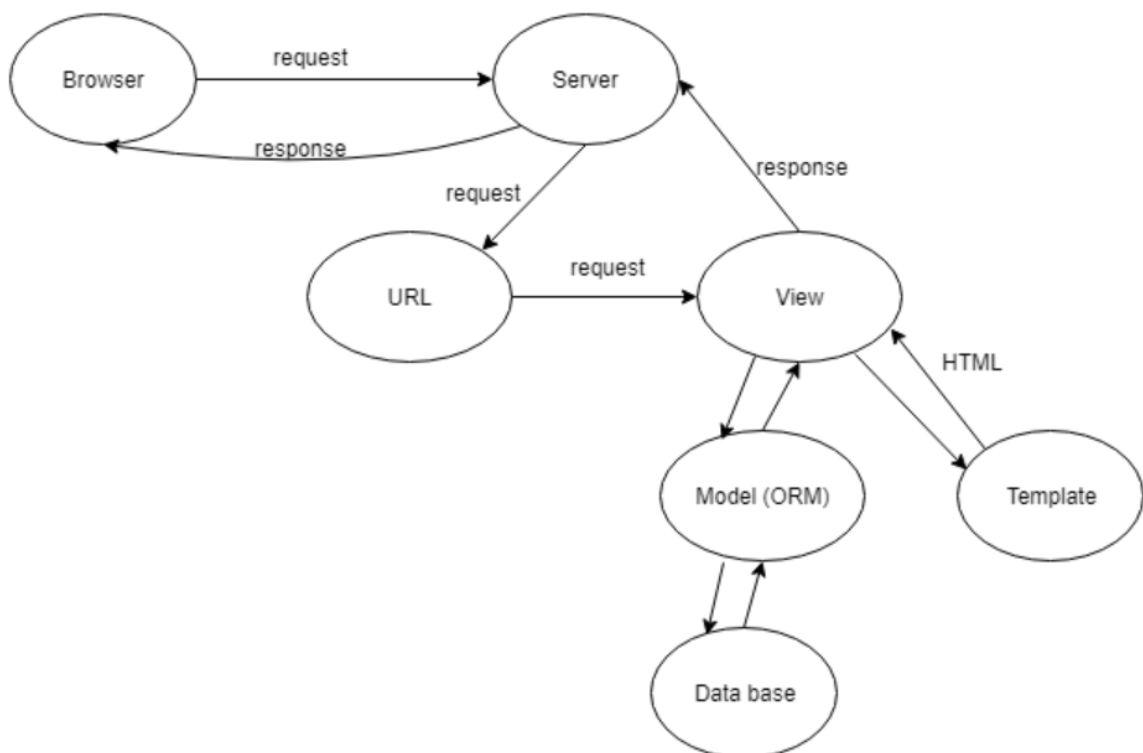 request
Browser
Server
response
response
request
request
URL
View
HTML
Model (ORM)
Template
Data base